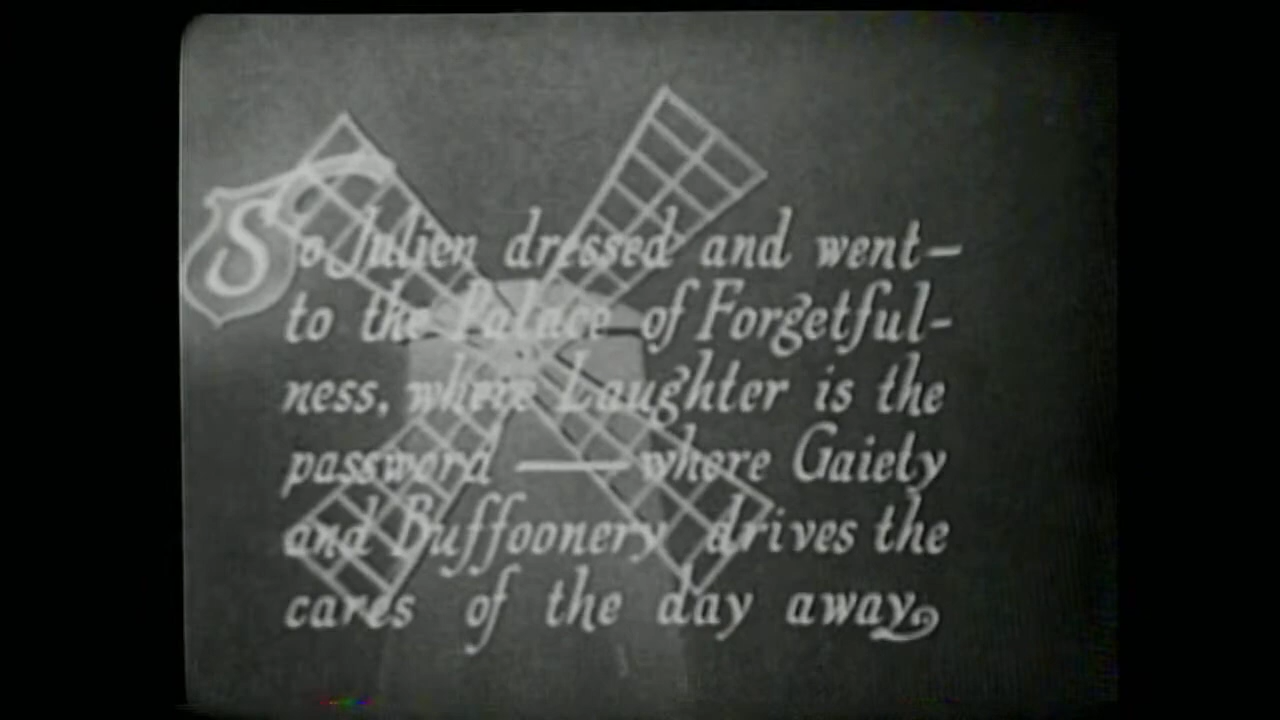 So Julien dressed and went—
to the Palace of Forgetful-
ness, where Laughter is the
password — where Gaiety
and Buffoonery drives the
cares of the day away.